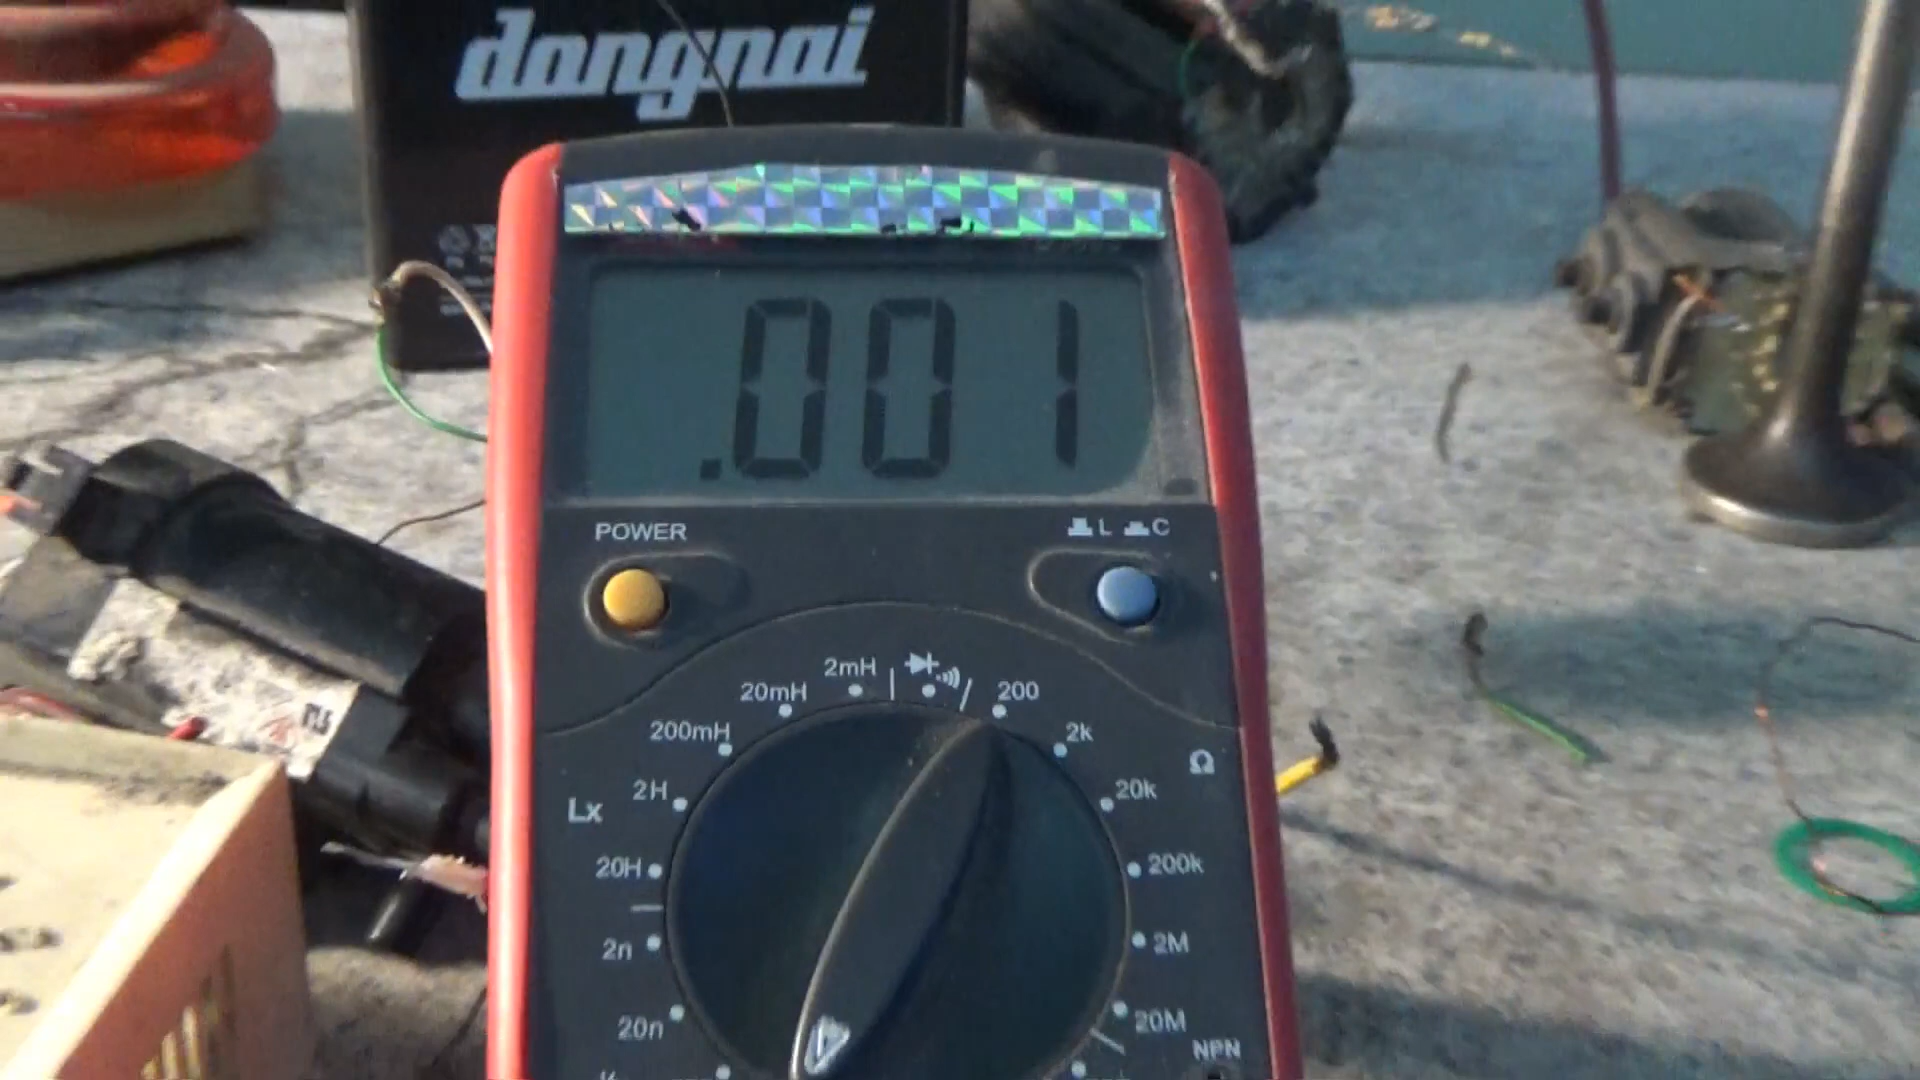 dongnai
.001
POWER
L C
2mH
20mH
200
200mH
2k
Ω
2H
20k
Lx
20H
200k
2n
2M
20n
20M
NPN